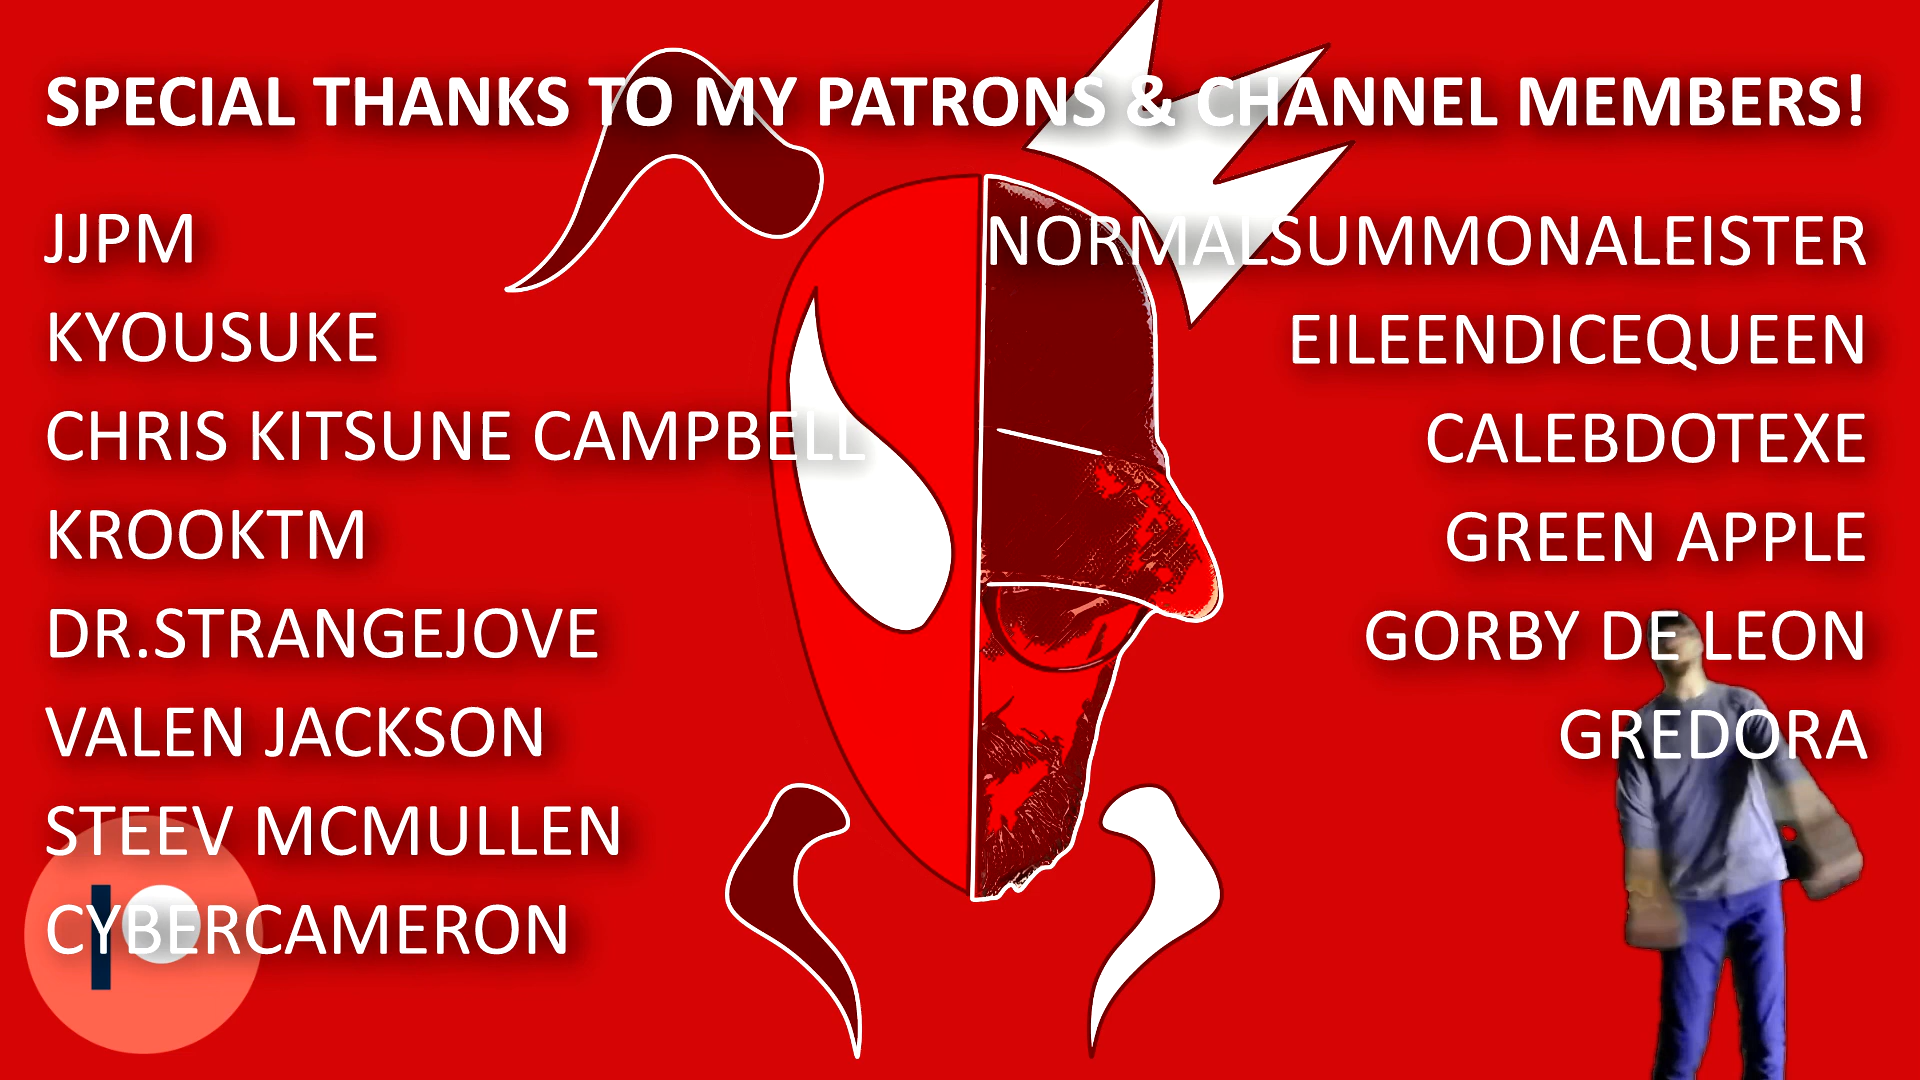 SPECIAL THANKS TO MY PATRONS & CHANNEL MEMBERS!
JJPM
KYOUSUKE
CHRIS KITSUNE CAMPBELL
KROOKTM
DR.STRANGEJOVE
VALEN JACKSON
STEEV MCMULLEN
CYBERCAMERON
NORMALSUMMONALEISTER
EILEENDICEQUEEN
CALEBDOTEXE
GREEN APPLE
GORBY DE LEON
GREDORA